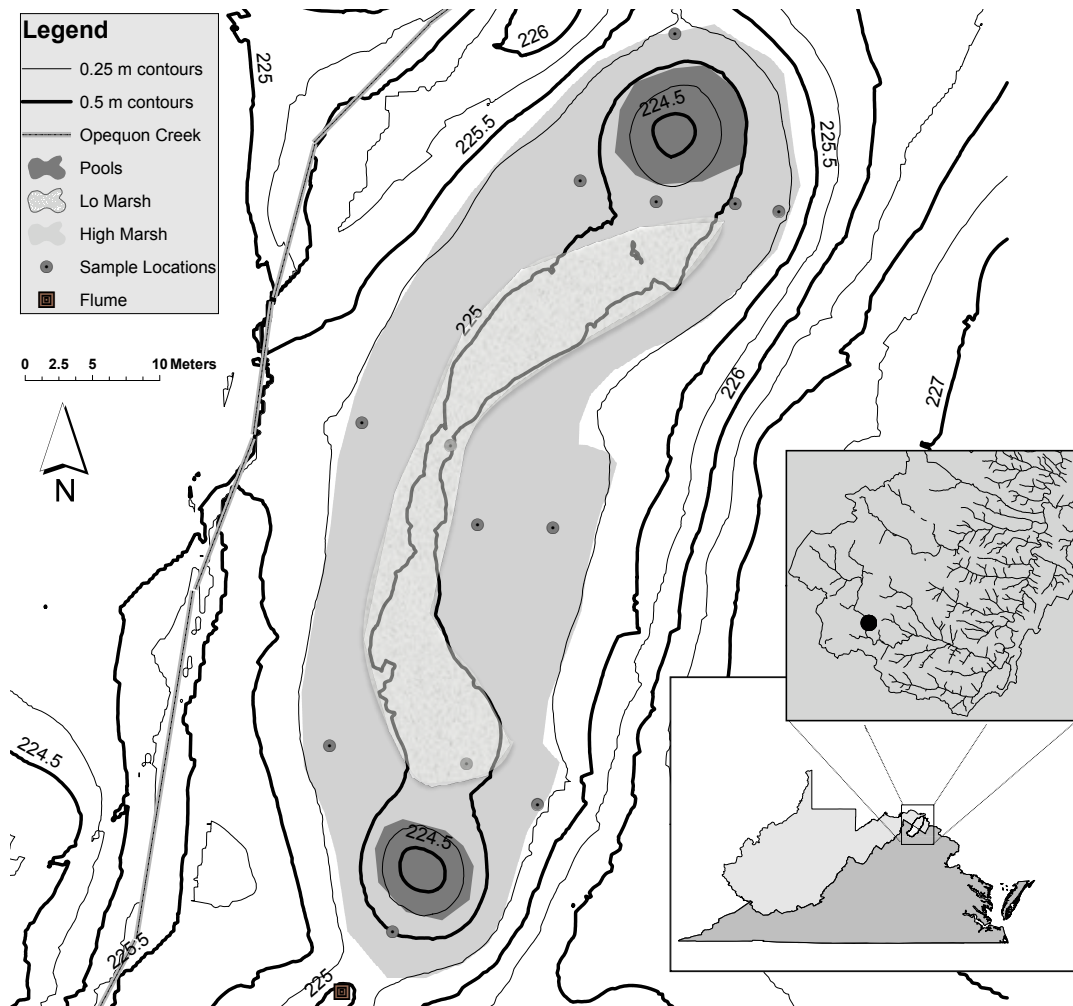 Legend
0.25 m contours
0.5 m contours
Opequon Creek
Pools
Lo Marsh
High Marsh
Sample Locations
Flume
0 2.5 5 10 Meters
N
225
226
225.5
224.5
225.5
225
226
227
224.5
224.5
225.5
225